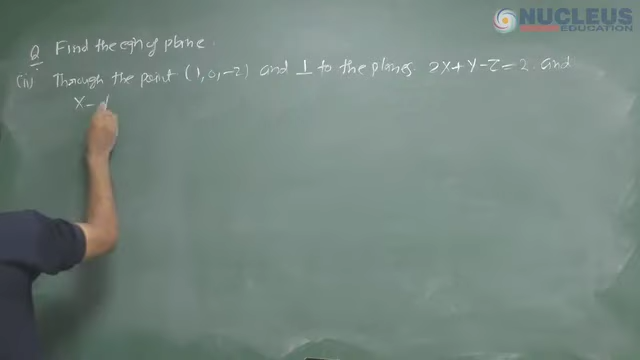 NUCLEUS
EDUCATION
Q Find the eqn of plane.
(ii) Through the point (1, 0, -2) and ⊥ to the planes 2x+y-z=2 and
x-y